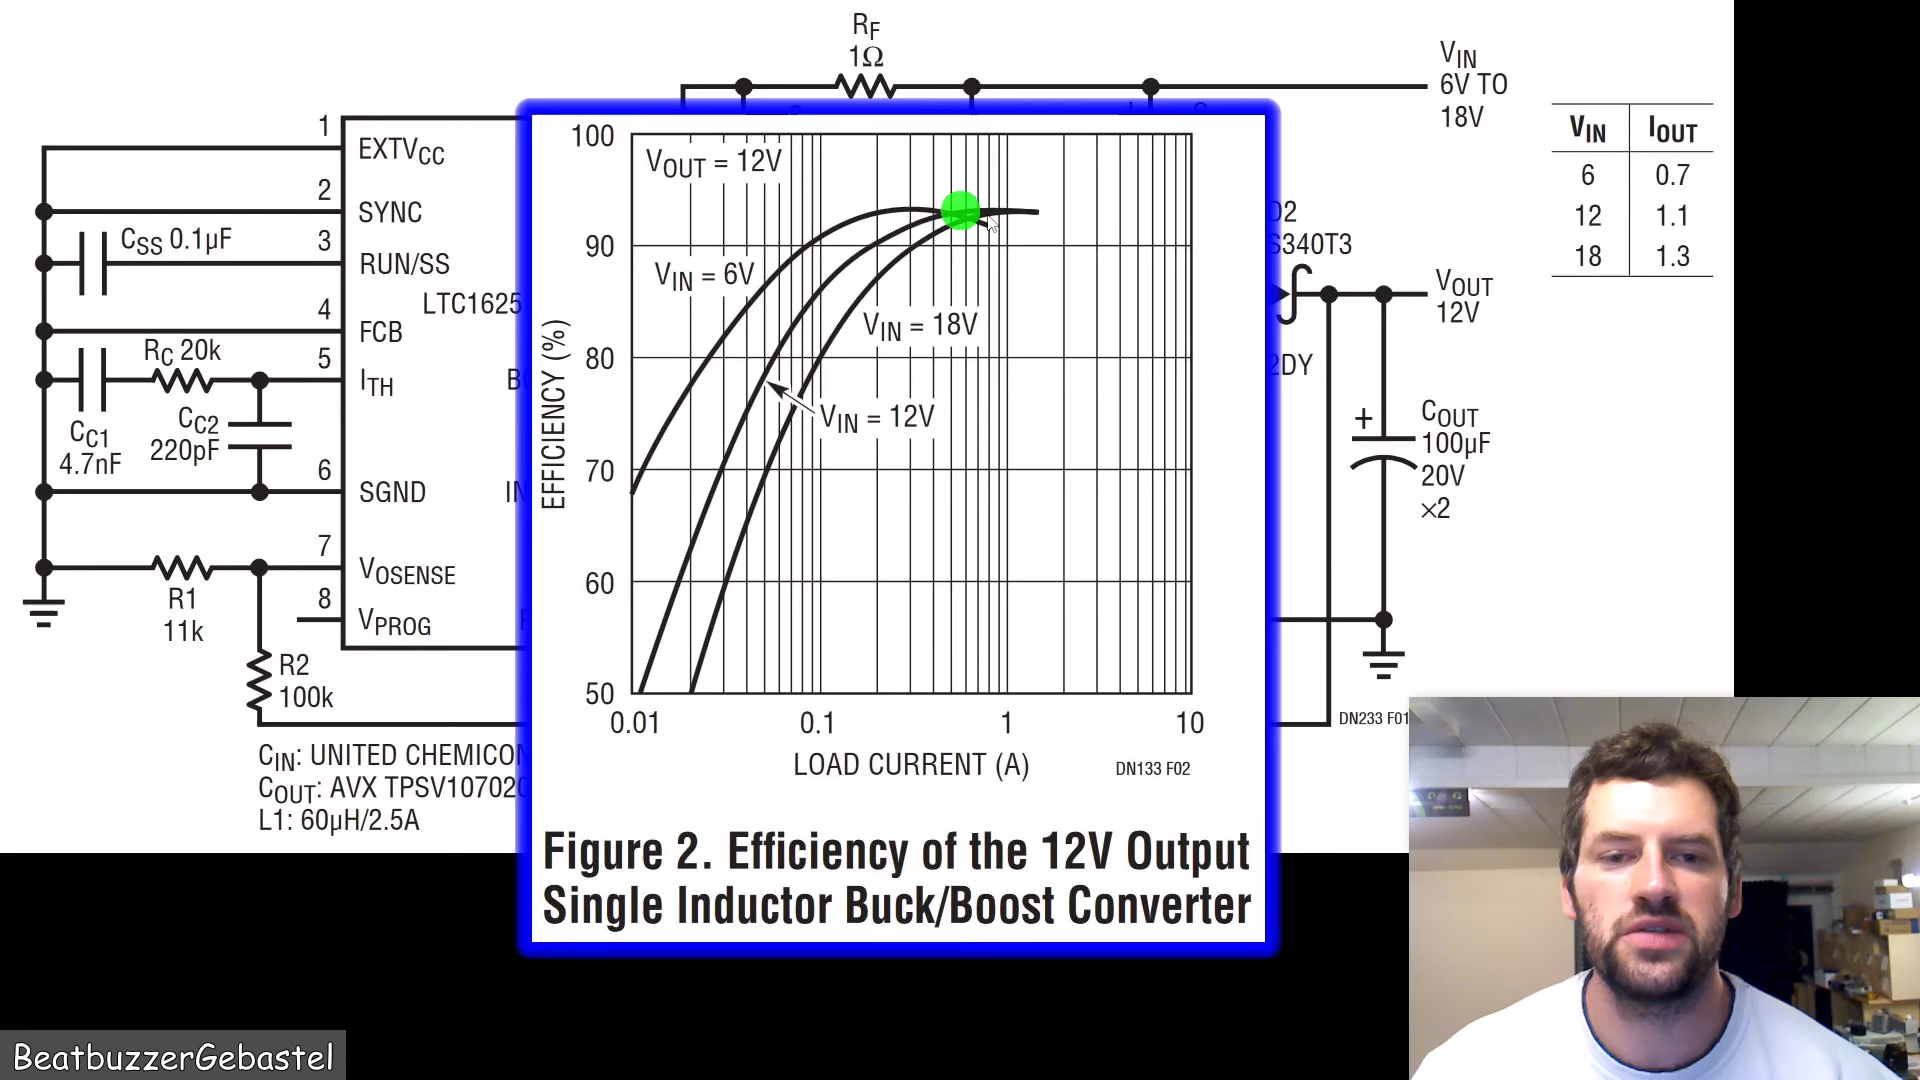 RF
1Ω
VIN
6V TO
18V
VIN IOUT
6 0.7
12 1.1
18 1.3
1
EXTVCC
2
SYNC
CSS 0.1µF
3
RUN/SS
LTC1625
4
FCB
RC 20k
5
ITH
CC2
220pF
CC1
4.7nF
6
SGND
7
VOSENSE
R1
11k
8
VPROG
R2
100k
CIN: UNITED CHEMICON
COUT: AVX TPSV10702
L1: 60µH/2.5A
100
VOUT = 12V
90
VIN = 6V
VIN = 18V
80
VIN = 12V
70
60
50
EFFICIENCY (%)
0.01 0.1 1 10
LOAD CURRENT (A)
DN133 F02
Figure 2. Efficiency of the 12V Output
Single Inductor Buck/Boost Converter
D2
S340T3
VOUT
12V
2DY
+
COUT
100µF
20V
×2
DN233 F01
BeatbuzzerGebastel